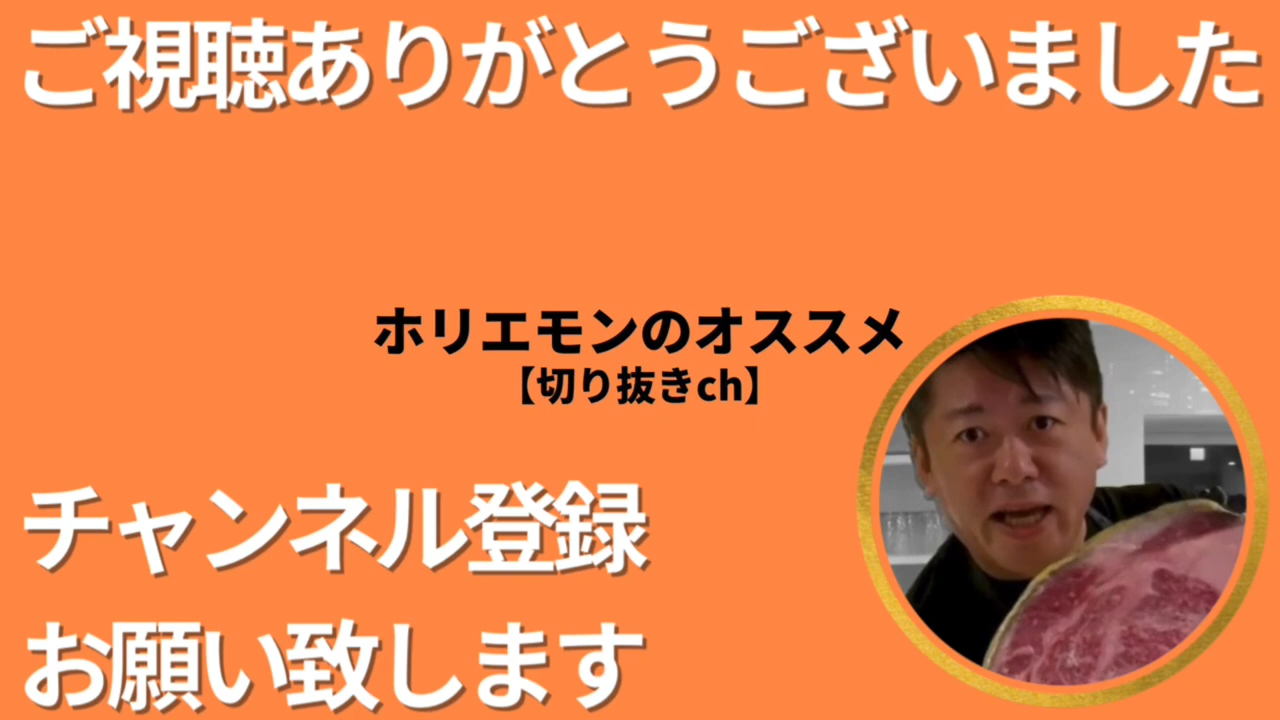 ご視聴ありがとうございました
ホリエモンのオススメ
【切り抜きch】
チャンネル登録
お願い致します